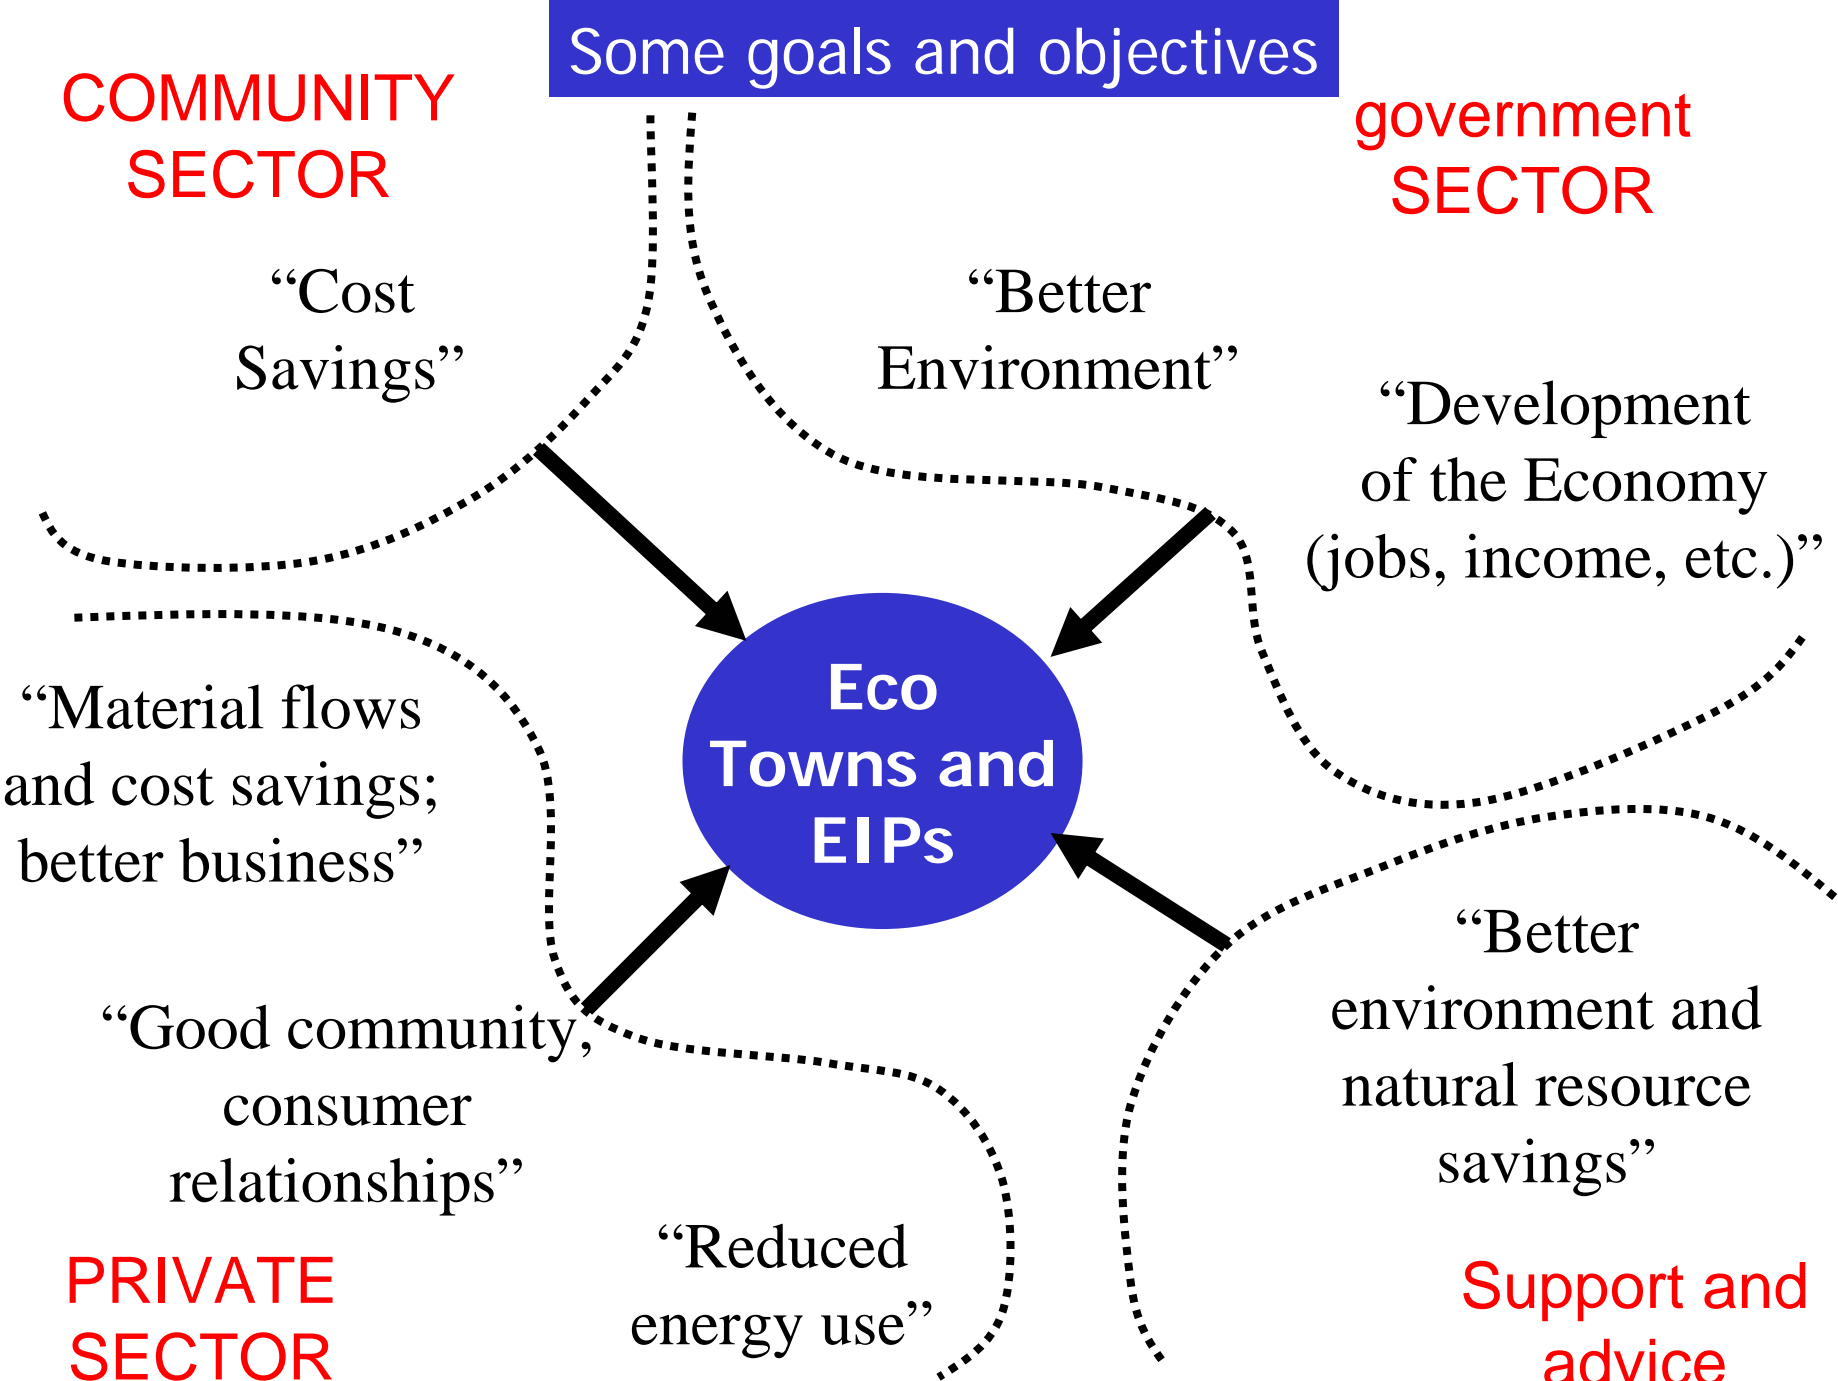 Some goals and objectives
COMMUNITY
SECTOR
government
SECTOR
“Cost
Savings”
“Better
Environment”
“Development
of the Economy
(jobs, income, etc.)”
Eco
Towns and
EIPs
“Material flows
and cost savings;
better business”
“Good community,
consumer
relationships”
“Reduced
energy use”
“Better
environment and
natural resource
savings”
PRIVATE
SECTOR
Support and
advice